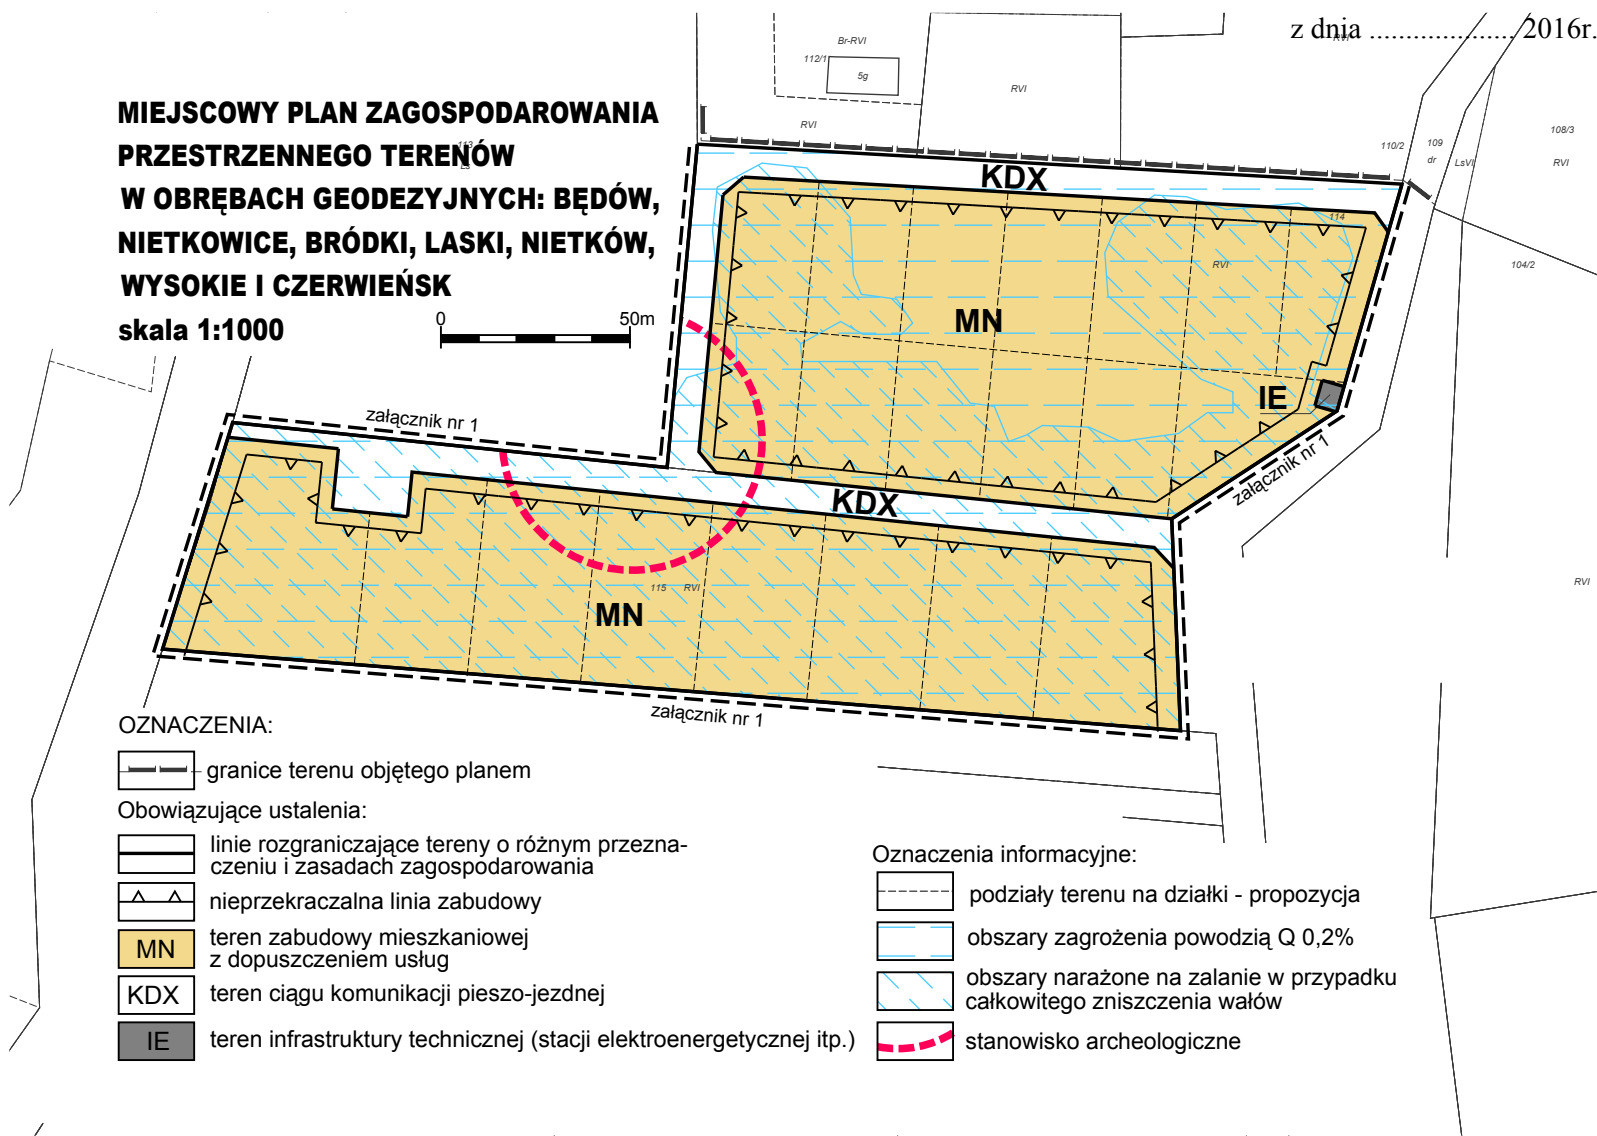 z dnia ..................... 2016r.
RVI
Br-RVI
112/1
5g
RVI
RVI
MIEJSCOWY PLAN ZAGOSPODAROWANIA
PRZESTRZENNEGO TERENÓW
W OBRĘBACH GEODEZYJNYCH: BĘDÓW,
NIETKOWICE, BRÓDKI, LASKI, NIETKÓW,
WYSOKIE I CZERWIEŃSK
skala 1:1000
113
Ls
0 50m
110/2
109
dr
LsVI
108/3
RVI
104/2
KDX
114
RVI
MN
IE
załącznik nr 1
załącznik nr 1
KDX
115 RVI
MN
RVI
załącznik nr 1
OZNACZENIA:
granice terenu objętego planem
Obowiązujące ustalenia:
linie rozgraniczające tereny o różnym przezna-
czeniu i zasadach zagospodarowania
nieprzekraczalna linia zabudowy
MN teren zabudowy mieszkaniowej
z dopuszczeniem usług
KDX teren ciągu komunikacji pieszo-jezdnej
IE teren infrastruktury technicznej (stacji elektroenergetycznej itp.)
Oznaczenia informacyjne:
podziały terenu na działki - propozycja
obszary zagrożenia powodzią Q 0,2%
obszary narażone na zalanie w przypadku
całkowitego zniszczenia wałów
stanowisko archeologiczne